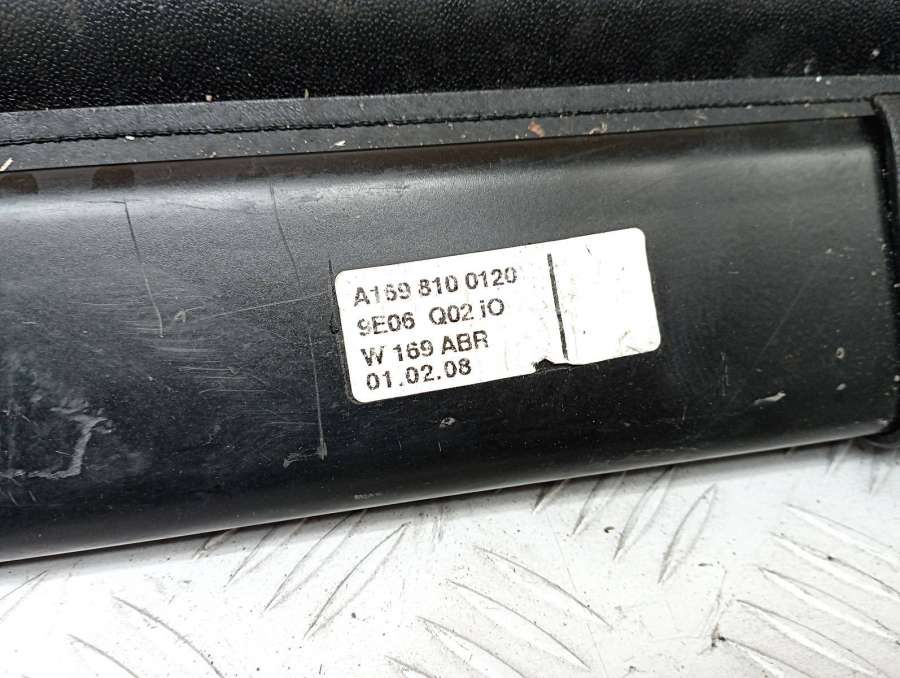 A169 810 0120
9E06 Q02 iO
W 169 ABR
01.02.08